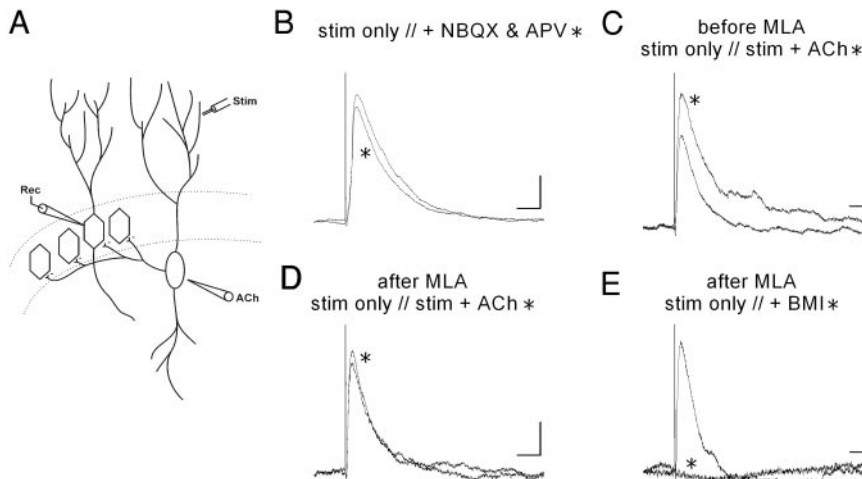 A
Stim
Rec
ACh
B
stim only // + NBQX & APV *
*
C
before MLA
stim only // stim + ACh *
*
D
after MLA
stim only // stim + ACh *
*
E
after MLA
stim only // + BMI *
*